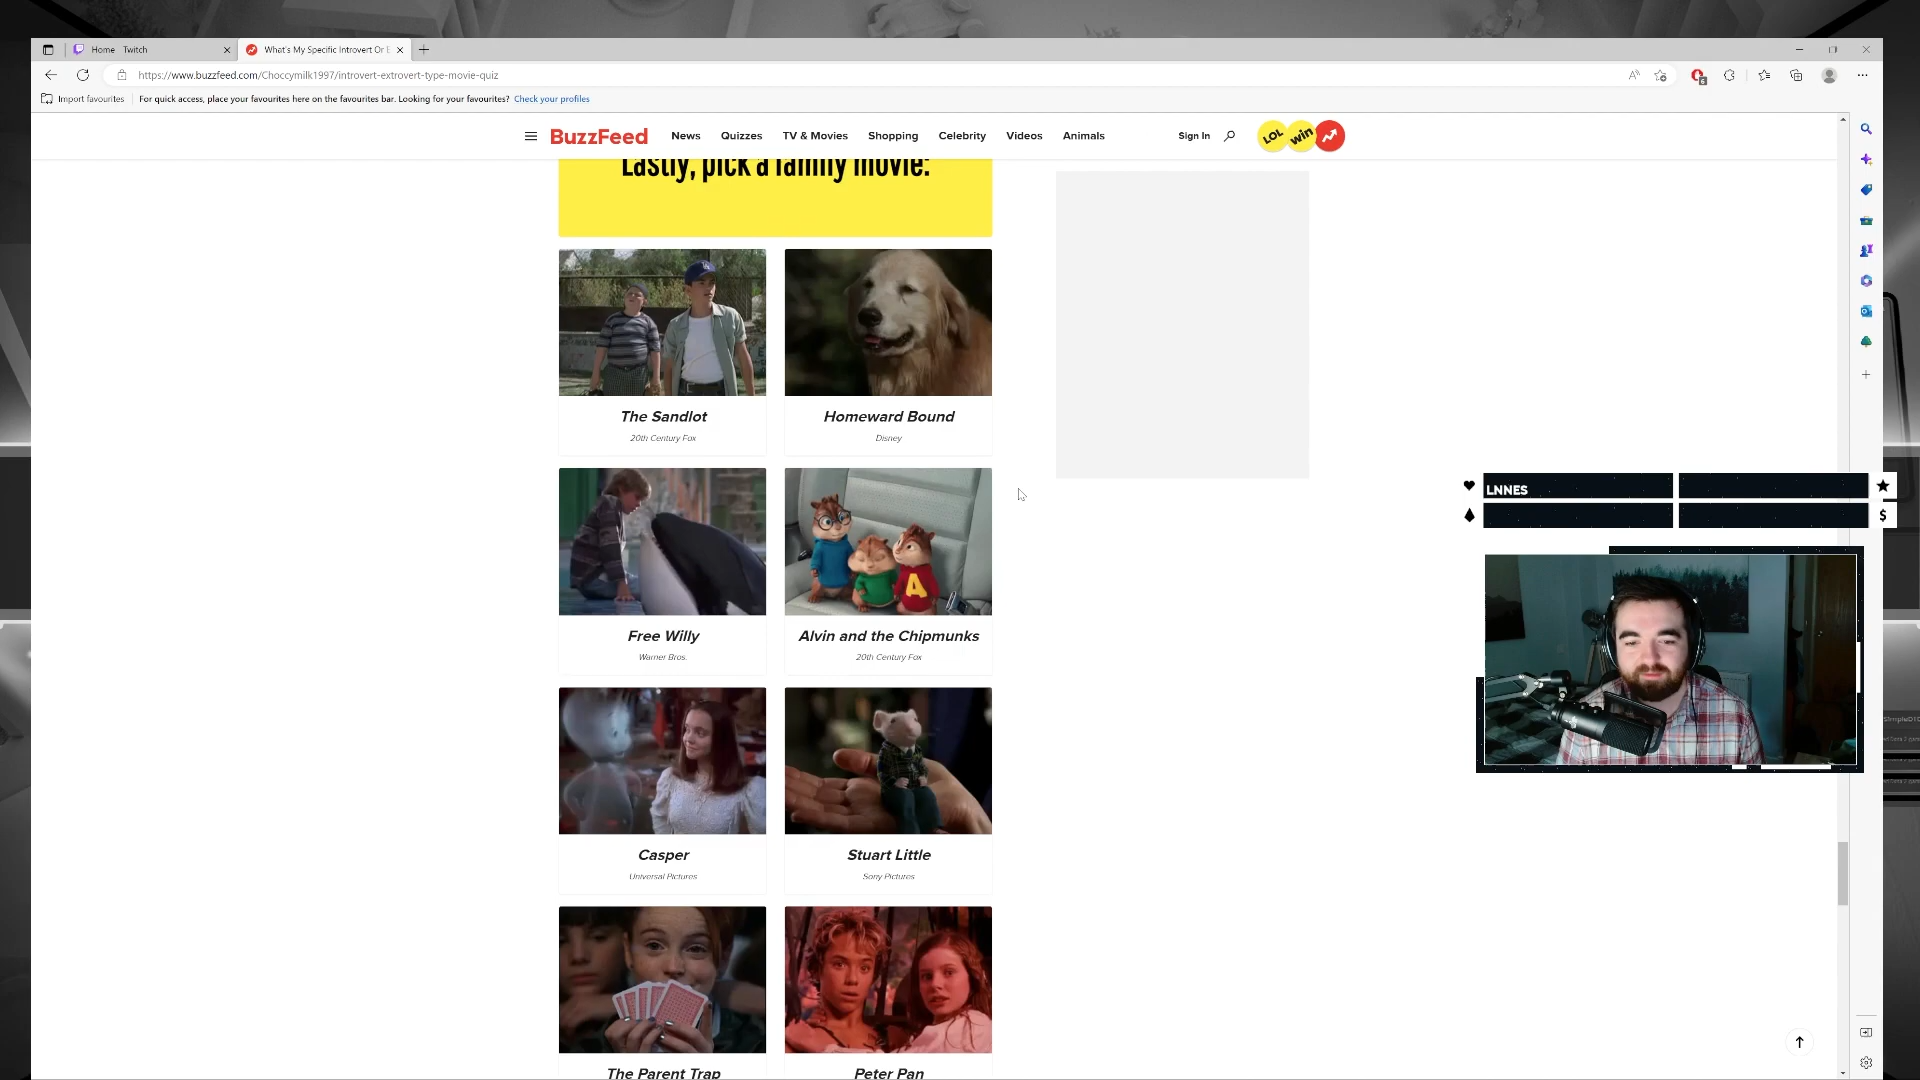 Home Twitch
What's My Specific Introvert Or E
https://www.buzzfeed.com/Choccymilk1997/introvert-extrovert-type-movie-quiz
Import favourites
For quick access, place your favourites here on the favourites bar. Looking for your favourites? Check your profiles
BuzzFeed News Quizzes TV & Movies Shopping Celebrity Videos Animals Sign In LOL win
Lastly, pick a family movie:
The Sandlot
20th Century Fox
Homeward Bound
Disney
Free Willy
Warner Bros.
Alvin and the Chipmunks
20th Century Fox
Casper
Universal Pictures
Stuart Little
Sony Pictures
The Parent Trap
Peter Pan
LNNES
$
A